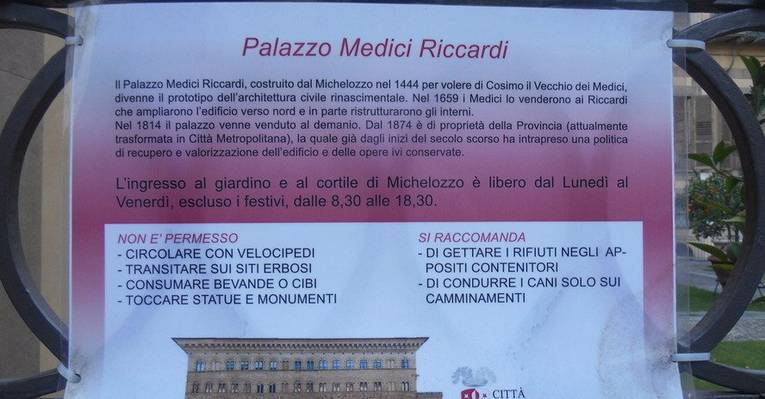 Palazzo Medici Riccardi
Il Palazzo Medici Riccardi, costruito dal Michelozzo nel 1444 per volere di Cosimo il Vecchio dei Medici,
divenne il prototipo dell'architettura civile rinascimentale. Nel 1659 i Medici lo venderono ai Riccardi
che ampliarono l'edificio verso nord e in parte ristrutturarono gli interni.
Nel 1814 il palazzo venne venduto al demanio. Dal 1874 è di proprietà della Provincia (attualmente
trasformata in Città Metropolitana), la quale già dagli inizi del secolo scorso ha intrapreso una politica
di recupero e valorizzazione dell'edificio e delle opere ivi conservate.
L'ingresso al giardino e al cortile di Michelozzo è libero dal Lunedì al
Venerdì, escluso i festivi, dalle 8,30 alle 18,30.
NON E' PERMESSO
- CIRCOLARE CON VELOCIPEDI
- TRANSITARE SUI SITI ERBOSI
- CONSUMARE BEVANDE O CIBI
- TOCCARE STATUE E MONUMENTI
SI RACCOMANDA
- DI GETTARE I RIFIUTI NEGLI AP-
POSITI CONTENITORI
- DI CONDURRE I CANI SOLO SUI
CAMMINAMENTI
CITTÀ